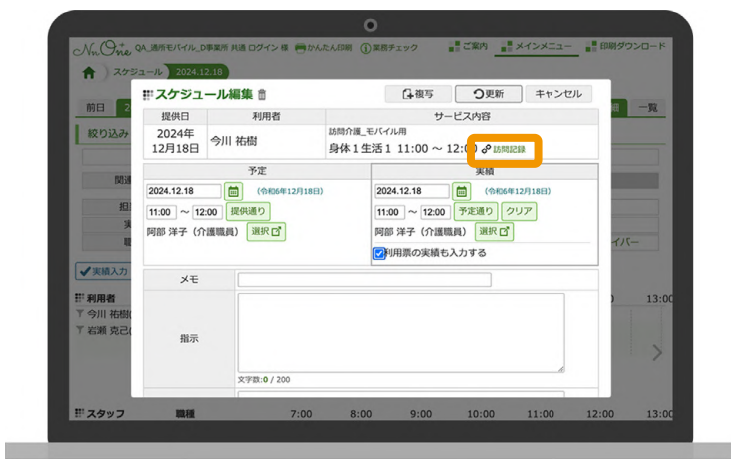 Nn.One QA_通所モバイル_D事業所 共通 ログイン 様 かんたん印刷 業務チェック ご案内 メインメニュー 印刷ダウンロード
スケジュール 2024.12.18
スケジュール編集 複写 更新 キャンセル
前日 一覧
提供日 利用者 サービス内容
絞り込み
2024年
12月18日
今川 祐樹
訪問介護_モバイル用
身体１生活１ 11:00 ～ 12:00 訪問記録
予定 実績
2024.12.18 (令和6年12月18日) 2024.12.18 (令和6年12月18日)
11:00 ～ 12:00 提供通り 11:00 ～ 12:00 予定通り クリア
阿部 洋子（介護職員） 選択 阿部 洋子（介護職員） 選択
利用票の実績も入力する
実績入力
メモ
利用者 13:00
今川 祐樹
岩瀬 克己
指示
文字数:0 / 200
スタッフ 職種 7:00 8:00 9:00 10:00 11:00 12:00 13:00